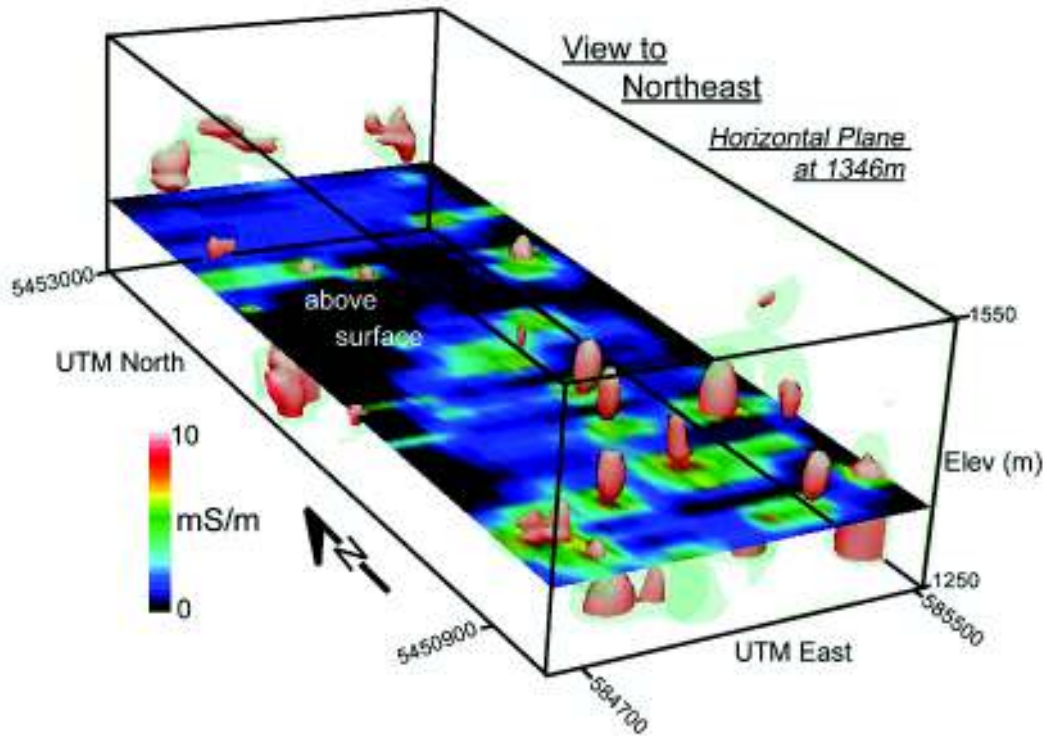 View to
Northeast
Horizontal Plane
at 1346m
5453000
above
surface
1550
UTM North
10
Elev (m)
mS/m
N
0
1250
585500
5450900
UTM East
584700